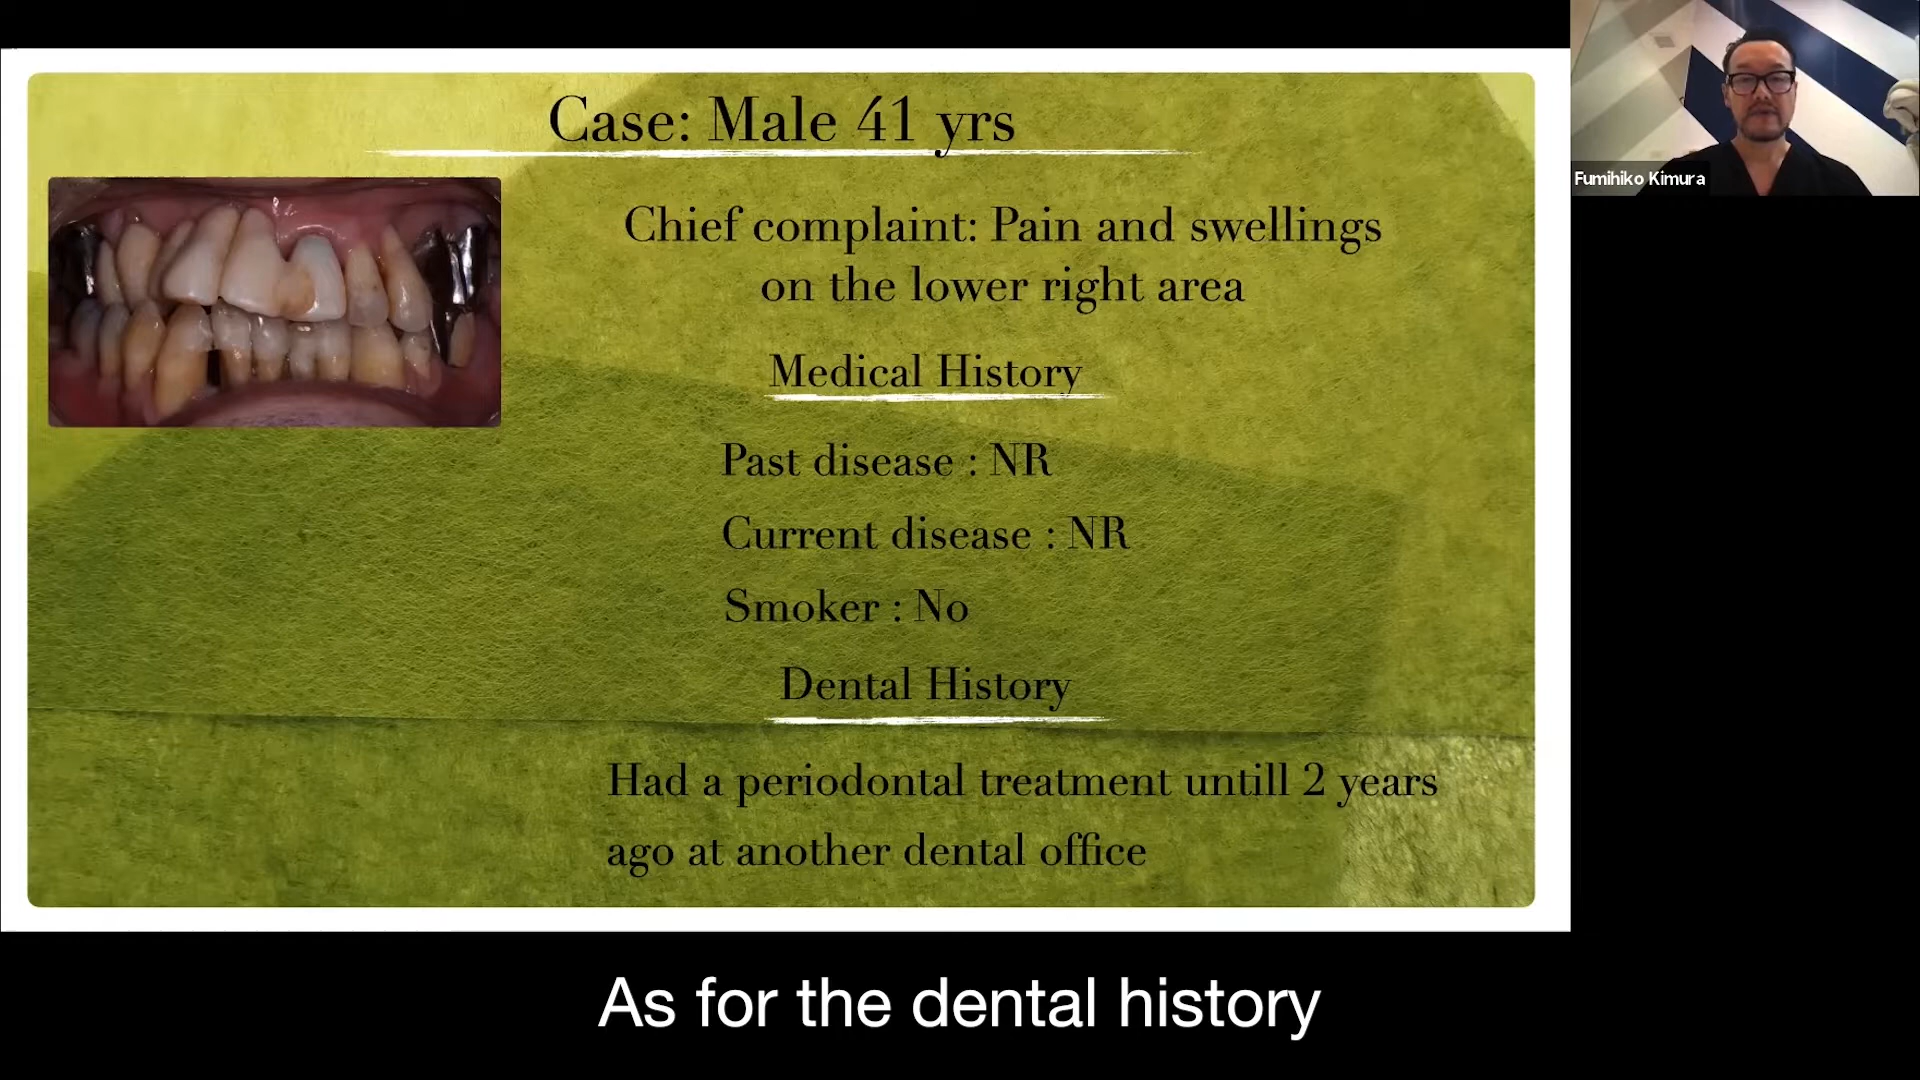 Case: Male 41 yrs
Chief complaint: Pain and swellings
on the lower right area
Medical History
Past disease : NR
Current disease : NR
Smoker : No
Dental History
Had a periodontal treatment untill 2 years
ago at another dental office
Fumihiko Kimura
As for the dental history